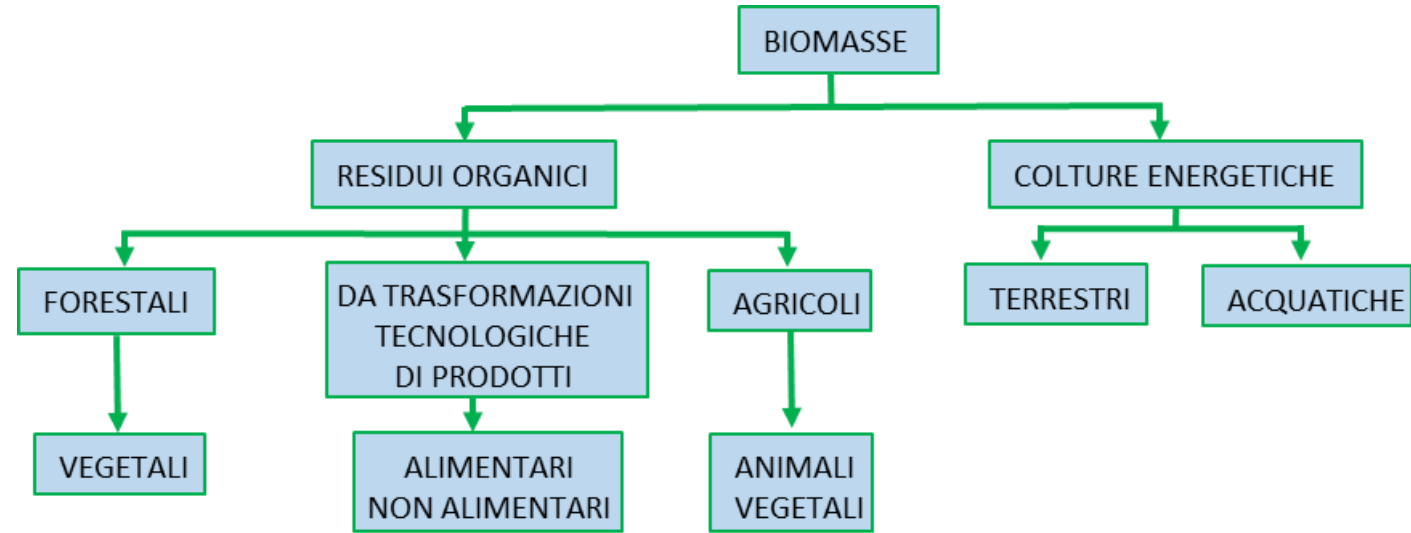 BIOMASSE
RESIDUI ORGANICI
COLTURE ENERGETICHE
FORESTALI
DA TRASFORMAZIONI
TECNOLOGICHE
DI PRODOTTI
AGRICOLI
TERRESTRI
ACQUATICHE
VEGETALI
ALIMENTARI
NON ALIMENTARI
ANIMALI
VEGETALI